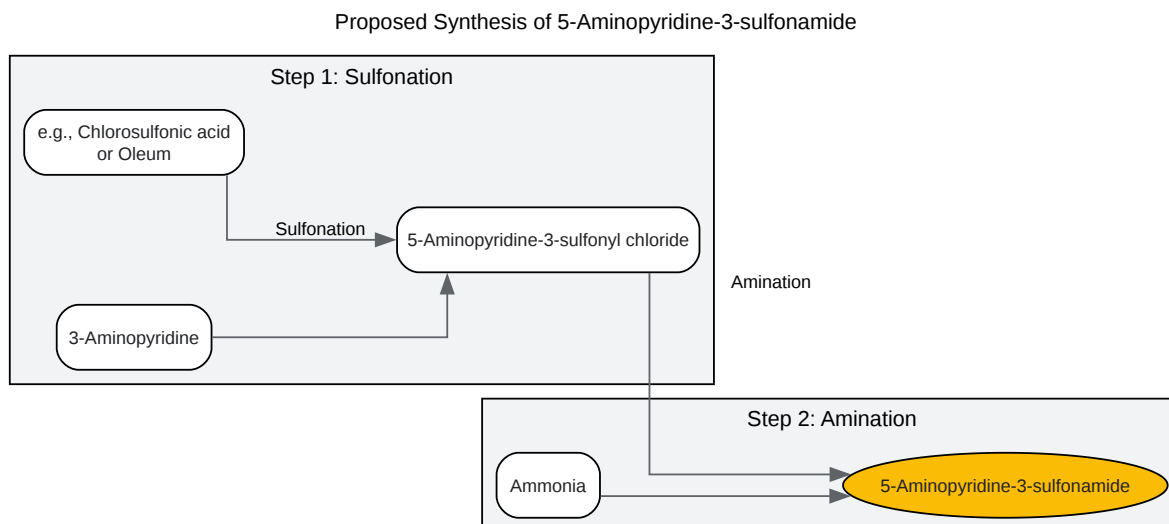 Proposed Synthesis of 5-Aminopyridine-3-sulfonamide
Step 1: Sulfonation
e.g., Chlorosulfonic acid
or Oleum
Sulfonation
5-Aminopyridine-3-sulfonyl chloride
Amination
3-Aminopyridine
Step 2: Amination
Ammonia
5-Aminopyridine-3-sulfonamide